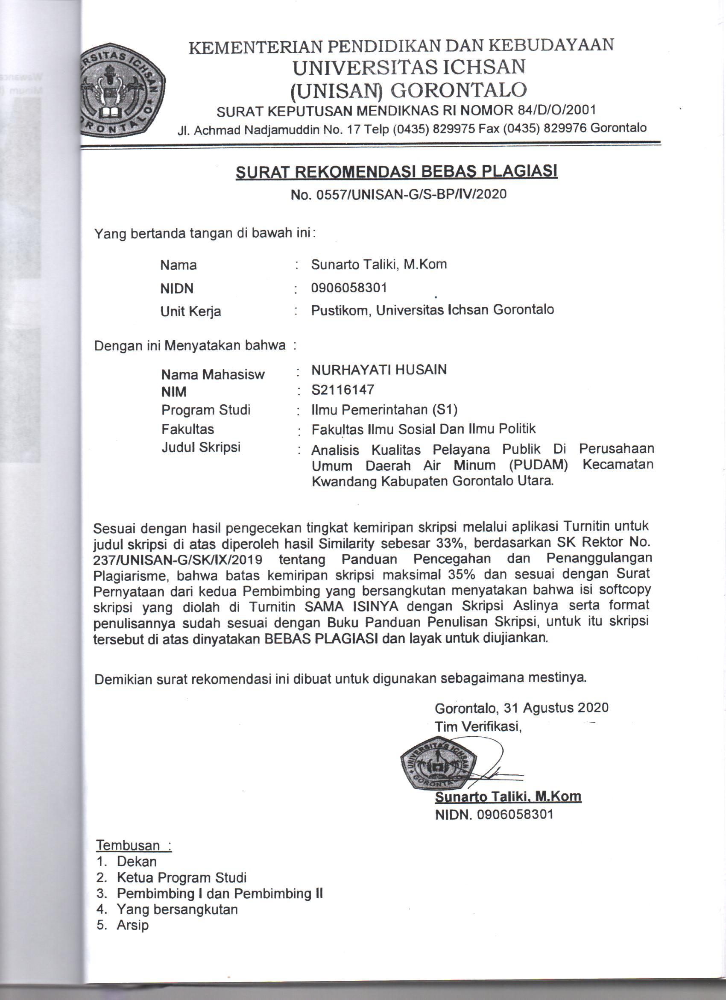 KEMENTERIAN PENDIDIKAN DAN KEBUDAYAAN
UNIVERSITAS ICHSAN
(UNISAN) GORONTALO
SURAT KEPUTUSAN MENDIKNAS RI NOMOR 84/D/O/2001
Jl. Achmad Nadjamuddin No. 17 Telp (0435) 829975 Fax (0435) 829976 Gorontalo
SURAT REKOMENDASI BEBAS PLAGIASI
No. 0557/UNISAN-G/S-BP/IV/2020
Yang bertanda tangan di bawah ini :
Nama : Sunarto Taliki, M.Kom
NIDN : 0906058301
Unit Kerja : Pustikom, Universitas Ichsan Gorontalo
Dengan ini Menyatakan bahwa :
Nama Mahasisw : NURHAYATI HUSAIN
NIM : S2116147
Program Studi : Ilmu Pemerintahan (S1)
Fakultas : Fakultas Ilmu Sosial Dan Ilmu Politik
Judul Skripsi : Analisis Kualitas Pelayana Publik Di Perusahaan
Umum Daerah Air Minum (PUDAM) Kecamatan
Kwandang Kabupaten Gorontalo Utara.
Sesuai dengan hasil pengecekan tingkat kemiripan skripsi melalui aplikasi Turnitin untuk
judul skripsi di atas diperoleh hasil Similarity sebesar 33%, berdasarkan SK Rektor No.
237/UNISAN-G/SK/IX/2019 tentang Panduan Pencegahan dan Penanggulangan
Plagiarisme, bahwa batas kemiripan skripsi maksimal 35% dan sesuai dengan Surat
Pernyataan dari kedua Pembimbing yang bersangkutan menyatakan bahwa isi softcopy
skripsi yang diolah di Turnitin SAMA ISINYA dengan Skripsi Aslinya serta format
penulisannya sudah sesuai dengan Buku Panduan Penulisan Skripsi, untuk itu skripsi
tersebut di atas dinyatakan BEBAS PLAGIASI dan layak untuk diujiankan.
Demikian surat rekomendasi ini dibuat untuk digunakan sebagaimana mestinya.
Gorontalo, 31 Agustus 2020
Tim Verifikasi,
UNIVERSITAS ICHSAN
GORONTALO
Sunarto Taliki, M.Kom
NIDN. 0906058301
Tembusan :
1. Dekan
2. Ketua Program Studi
3. Pembimbing I dan Pembimbing II
4. Yang bersangkutan
5. Arsip